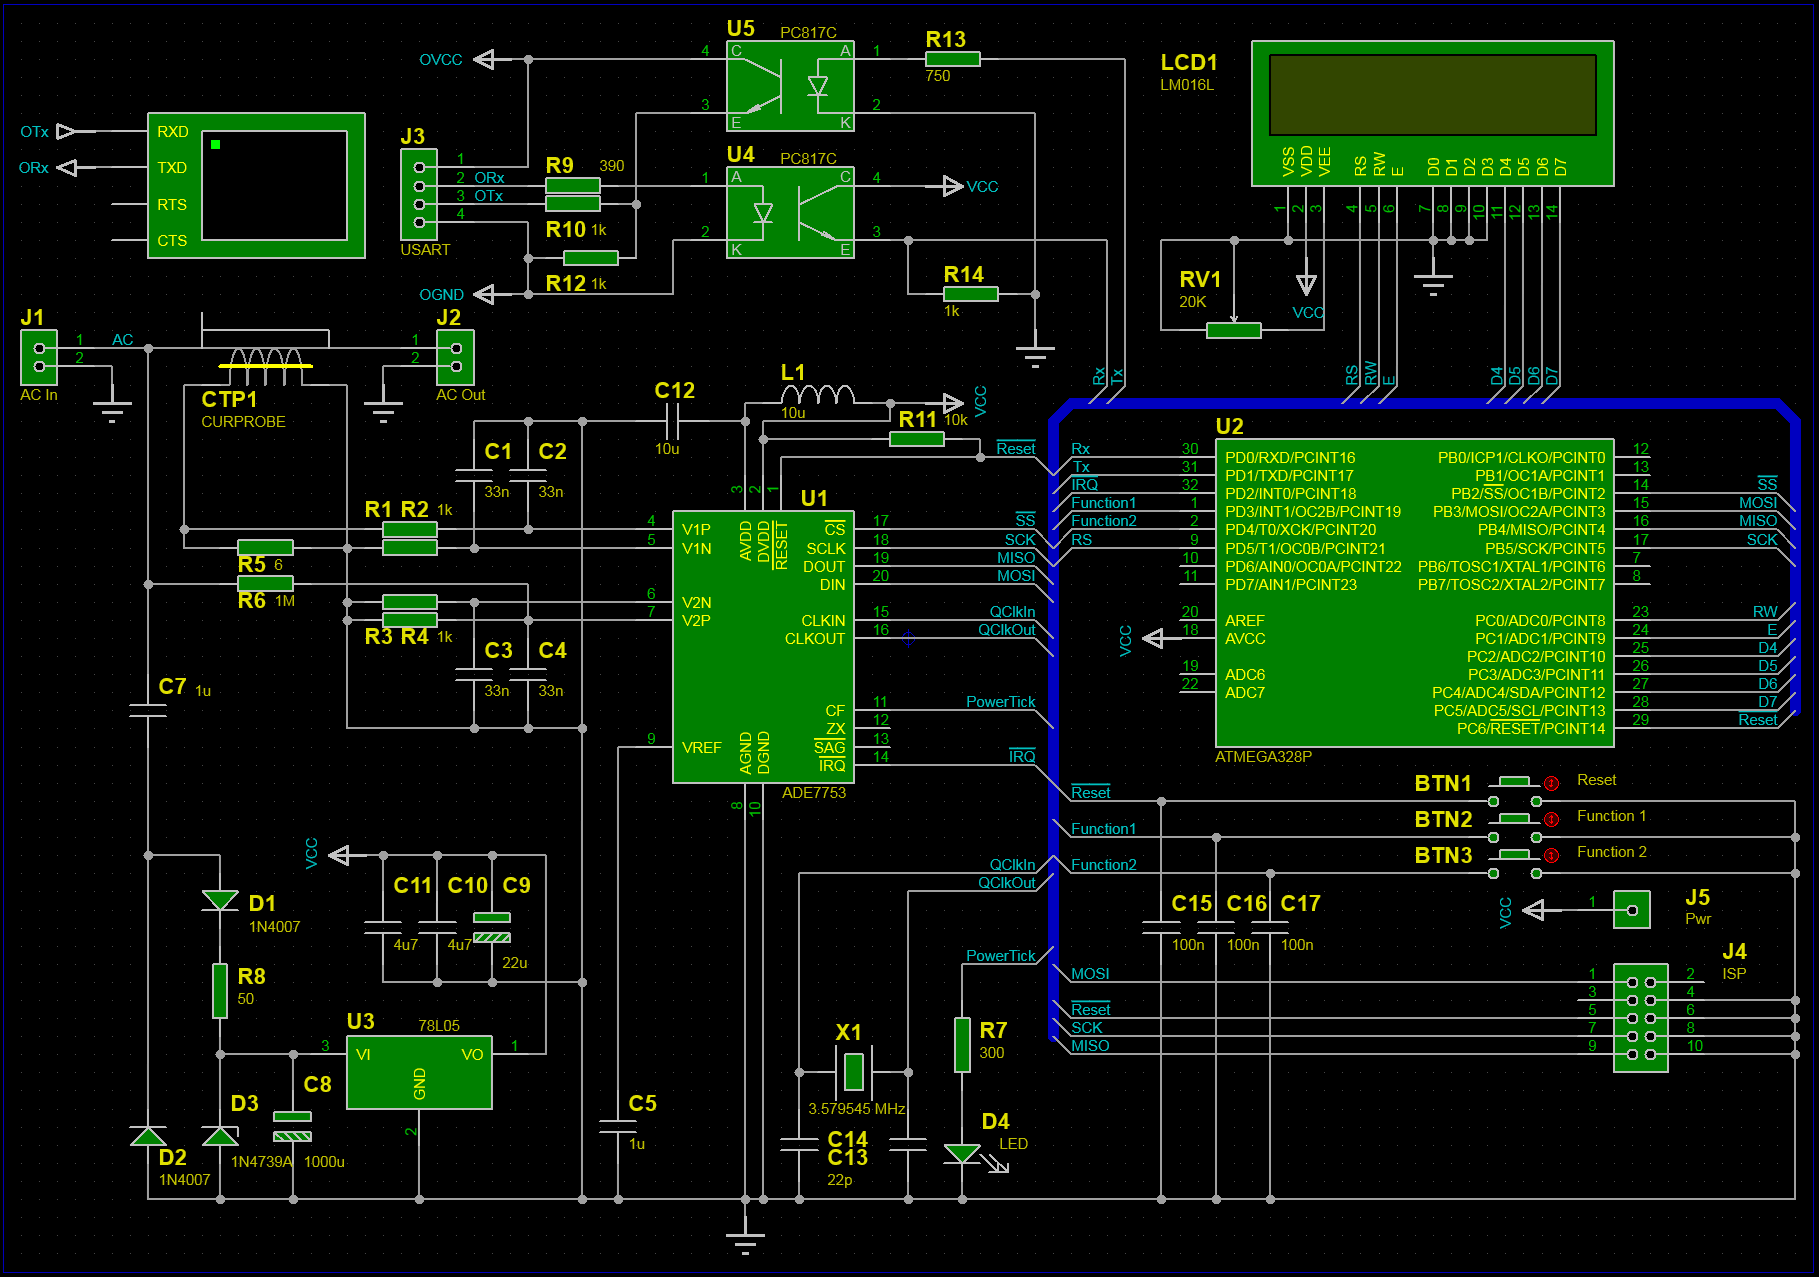 U5
PC817C
OVCC
4
C
A
1
R13
750
3
E
K
2
LCD1
LM016L
VSS
VDD
VEE
RS
RW
E
D0
D1
D2
D3
D4
D5
D6
D7
1
2
3
4
5
6
7
8
9
10
11
12
13
14
OTx
RXD
ORx
TXD
RTS
CTS
J3
1
2
ORx
3
OTx
4
USART
R9
390
R10
1k
R12
1k
OGND
U4
PC817C
1
A
C
4
VCC
2
K
E
3
R14
1k
RV1
20K
VCC
J1
1
2
AC
AC In
J2
1
2
AC Out
CTP1
CURPROBE
C12
10u
L1
10u
VCC
R11
10k
Rx
Tx
RS
RW
E
D4
D5
D6
D7
C1
33n
C2
33n
R1 R2
1k
R5
6
R6
1M
R3 R4
1k
C3
33n
C4
33n
C7
1u
U1
3
2
1
AVDD
DVDD
RESET
4
V1P
5
V1N
6
V2N
7
V2P
9
VREF
AGND
DGND
8
10
CS
17
SS
SCLK
18
SCK
DOUT
19
MISO
DIN
20
MOSI
CLKIN
15
QClkIn
CLKOUT
16
QClkOut
CF
11
PowerTick
ZX
12
SAG
13
IRQ
14
IRQ
ADE7753
Reset
U2
Rx
30
PD0/RXD/PCINT16
Tx
31
PD1/TXD/PCINT17
IRQ
32
PD2/INT0/PCINT18
Function1
1
PD3/INT1/OC2B/PCINT19
Function2
2
PD4/T0/XCK/PCINT20
RS
9
PD5/T1/OC0B/PCINT21
10
PD6/AIN0/OC0A/PCINT22
11
PD7/AIN1/PCINT23
20
AREF
VCC
18
AVCC
19
ADC6
22
ADC7
PB0/ICP1/CLKO/PCINT0
12
PB1/OC1A/PCINT1
13
PB2/SS/OC1B/PCINT2
14
SS
PB3/MOSI/OC2A/PCINT3
15
MOSI
PB4/MISO/PCINT4
16
MISO
PB5/SCK/PCINT5
17
SCK
PB6/TOSC1/XTAL1/PCINT6
7
PB7/TOSC2/XTAL2/PCINT7
8
PC0/ADC0/PCINT8
23
RW
PC1/ADC1/PCINT9
24
E
PC2/ADC2/PCINT10
25
D4
PC3/ADC3/PCINT11
26
D5
PC4/ADC4/SDA/PCINT12
27
D6
PC5/ADC5/SCL/PCINT13
28
D7
PC6/RESET/PCINT14
29
Reset
ATMEGA328P
Reset
BTN1
Reset
Function1
BTN2
Function 1
Function2
BTN3
Function 2
QClkIn
QClkOut
C15
100n
C16
100n
C17
100n
VCC
1
J5
Pwr
J4
ISP
PowerTick
MOSI
Reset
SCK
MISO
1
2
3
4
5
6
7
8
9
10
VCC
C11
4u7
C10
4u7
C9
22u
D1
1N4007
R8
50
U3
78L05
3
VI
VO
1
GND
2
C8
1000u
D3
1N4739A
D2
1N4007
C5
1u
X1
3.579545 MHz
C14
C13
22p
R7
300
D4
LED